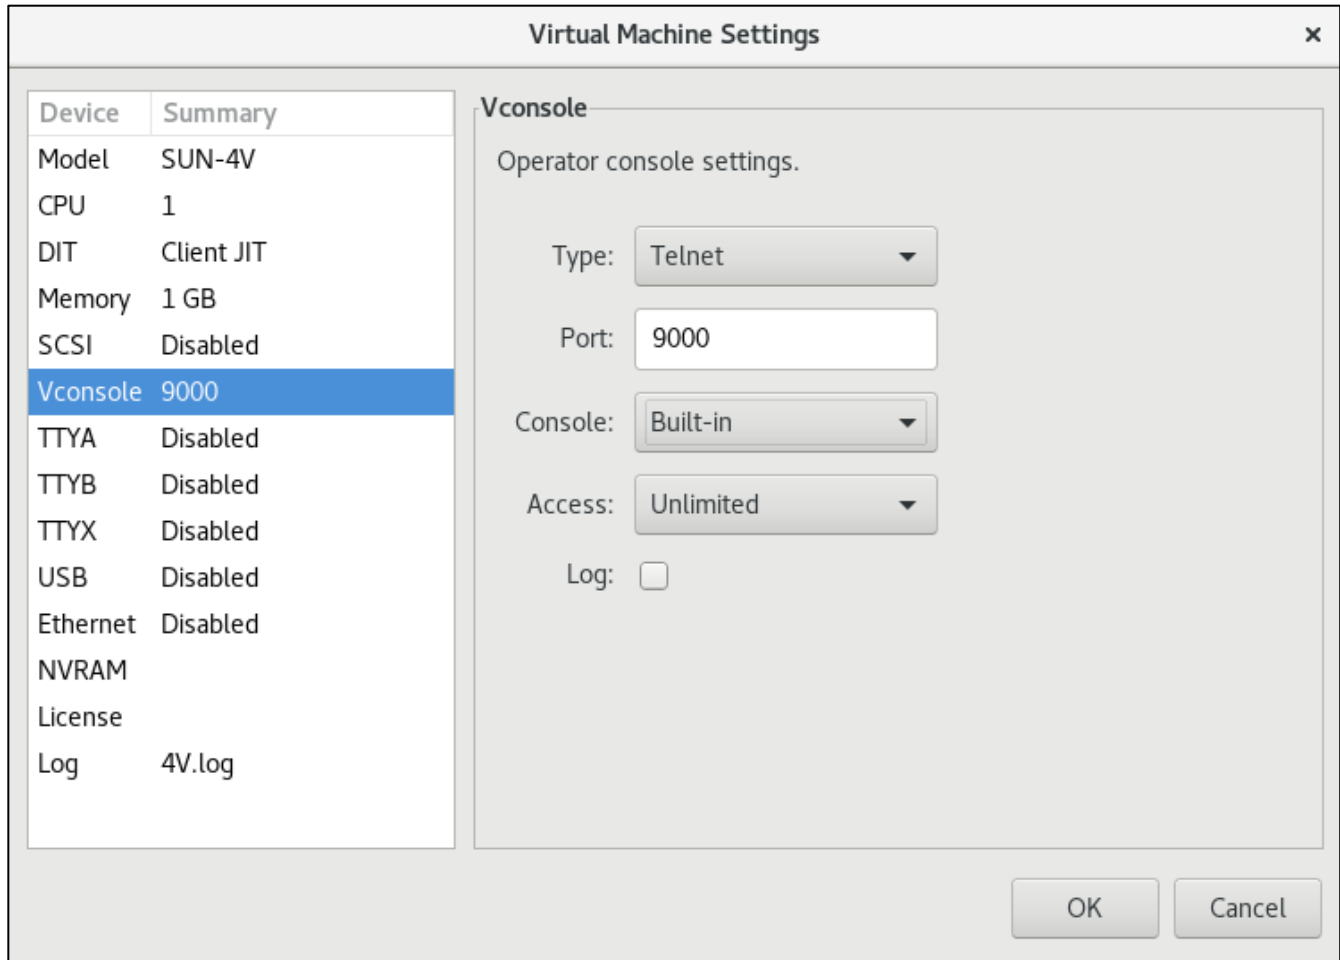 Virtual Machine Settings ×
Device Summary
Model SUN-4V
CPU 1
DIT Client JIT
Memory 1 GB
SCSI Disabled
Vconsole 9000
TTYA Disabled
TTYB Disabled
TTYX Disabled
USB Disabled
Ethernet Disabled
NVRAM
License
Log 4V.log
Vconsole
Operator console settings.
Type: Telnet
Port: 9000
Console: Built-in
Access: Unlimited
Log:
OK Cancel